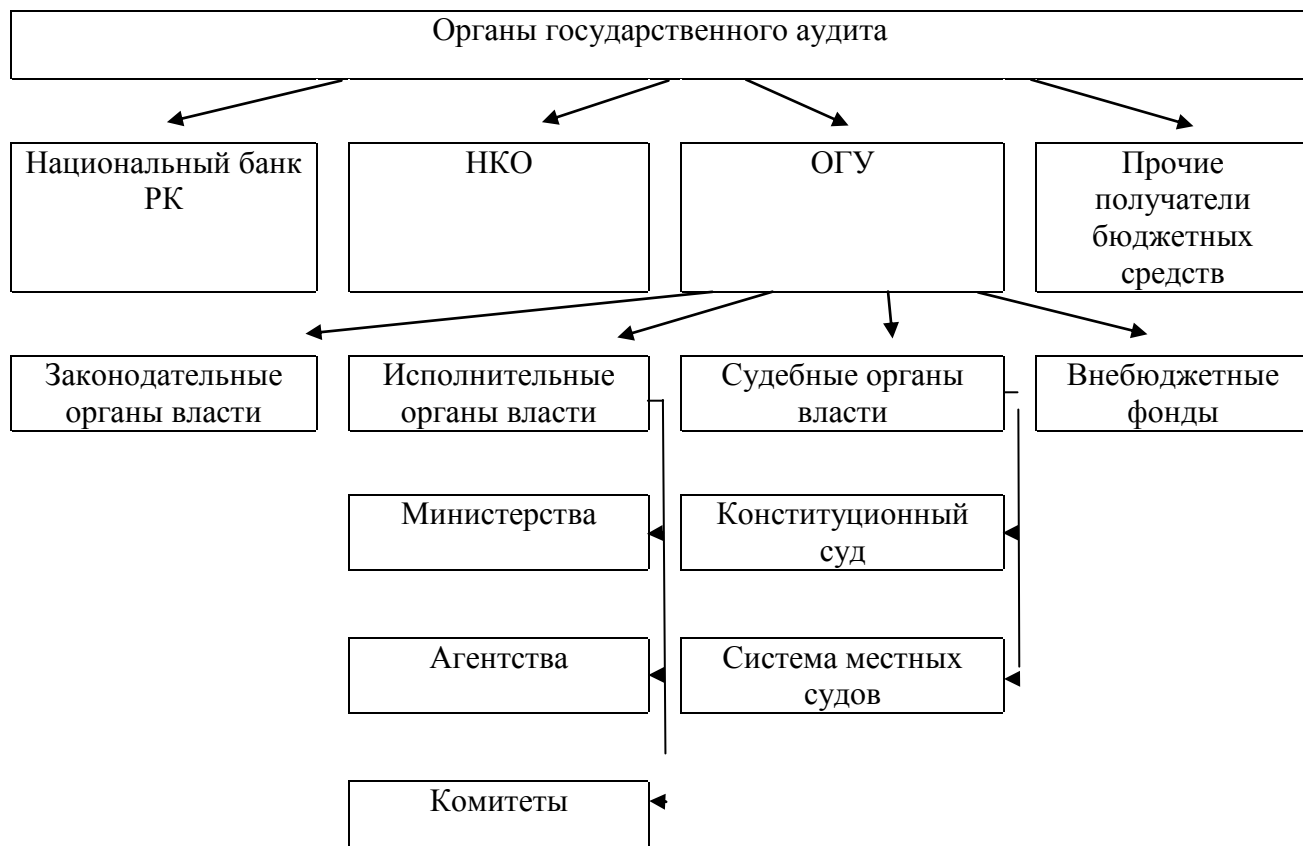 Органы государственного аудита
Национальный банк
РК
НКО
ОГУ
Прочие
получатели
бюджетных
средств
Законодательные
органы власти
Исполнительные
органы власти
Судебные органы
власти
Внебюджетные
фонды
Министерства
Конституционный
суд
Агентства
Система местных
судов
Комитеты